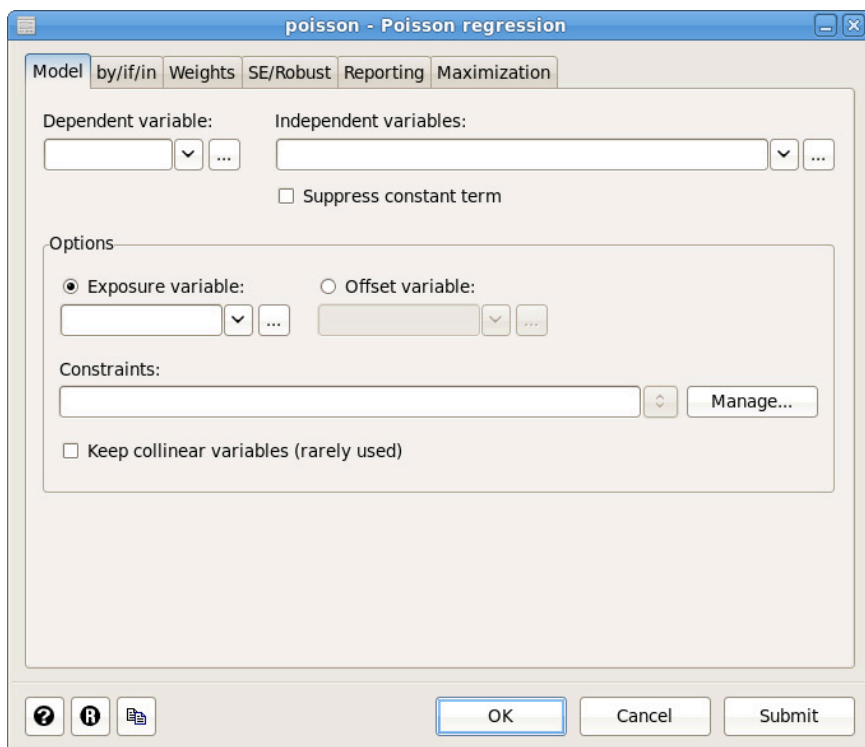 poisson - Poisson regression
Model by/if/in Weights SE/Robust Reporting Maximization
Dependent variable: Independent variables:
... ...
Suppress constant term
Options
Exposure variable: Offset variable:
... ...
Constraints:
Manage...
Keep collinear variables (rarely used)
? R OK Cancel Submit